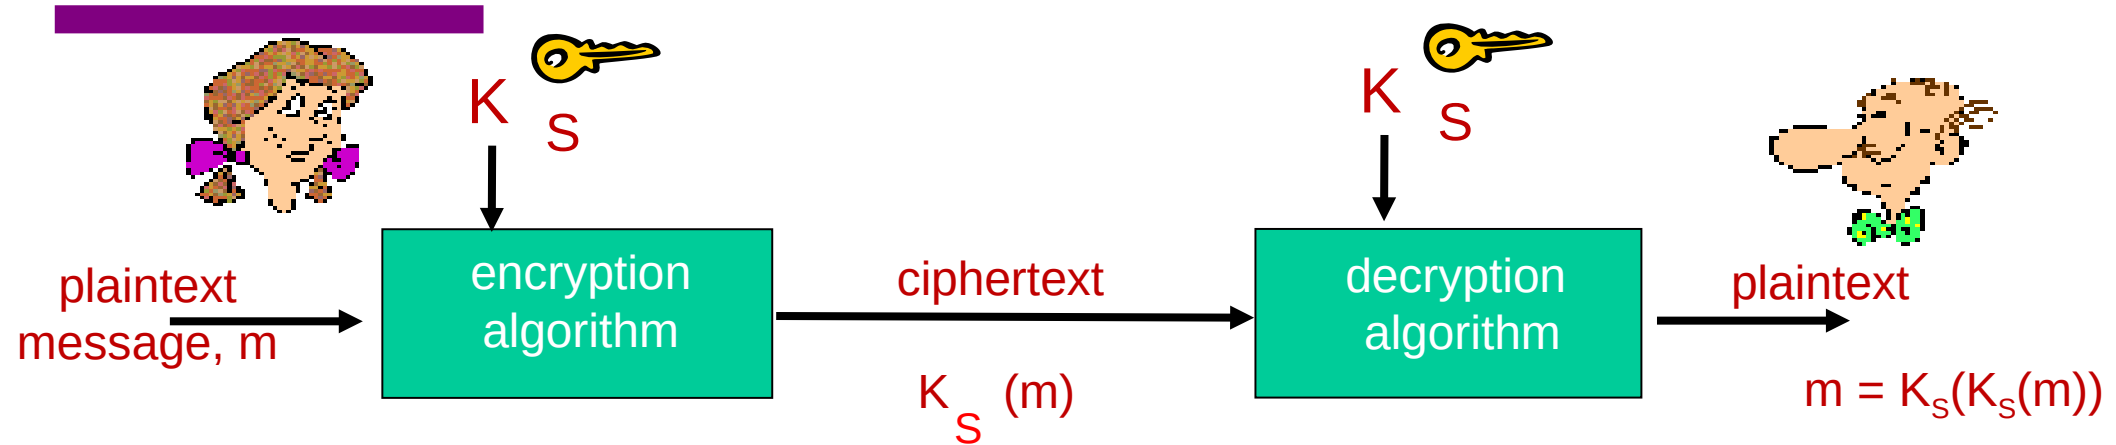 K S
K S
plaintext
message, m
encryption
algorithm
ciphertext
K S (m)
decryption
algorithm
plaintext
m = KS(KS(m))